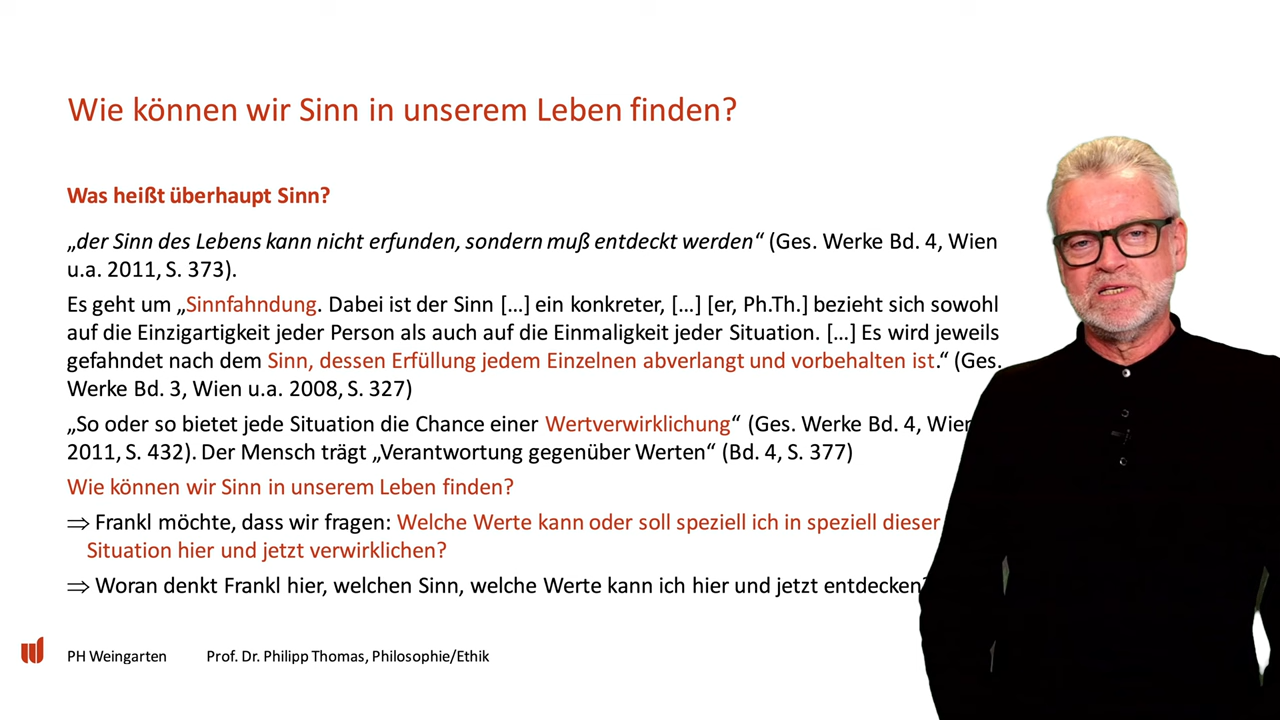 Wie können wir Sinn in unserem Leben finden?
Was heißt überhaupt Sinn?
„der Sinn des Lebens kann nicht erfunden, sondern muß entdeckt werden“ (Ges. Werke Bd. 4, Wien
u.a. 2011, S. 373).
Es geht um „Sinnfahndung. Dabei ist der Sinn […] ein konkreter, […] [er, Ph.Th.] bezieht sich sowohl
auf die Einzigartigkeit jeder Person als auch auf die Einmaligkeit jeder Situation. […] Es wird jeweils
gefahndet nach dem Sinn, dessen Erfüllung jedem Einzelnen abverlangt und vorbehalten ist.“ (Ges.
Werke Bd. 3, Wien u.a. 2008, S. 327)
„So oder so bietet jede Situation die Chance einer Wertverwirklichung“ (Ges. Werke Bd. 4, Wien
2011, S. 432). Der Mensch trägt „Verantwortung gegenüber Werten“ (Bd. 4, S. 377)
Wie können wir Sinn in unserem Leben finden?
⇒ Frankl möchte, dass wir fragen: Welche Werte kann oder soll speziell ich in speziell dieser
Situation hier und jetzt verwirklichen?
⇒ Woran denkt Frankl hier, welchen Sinn, welche Werte kann ich hier und jetzt entdecken?
PH Weingarten Prof. Dr. Philipp Thomas, Philosophie/Ethik